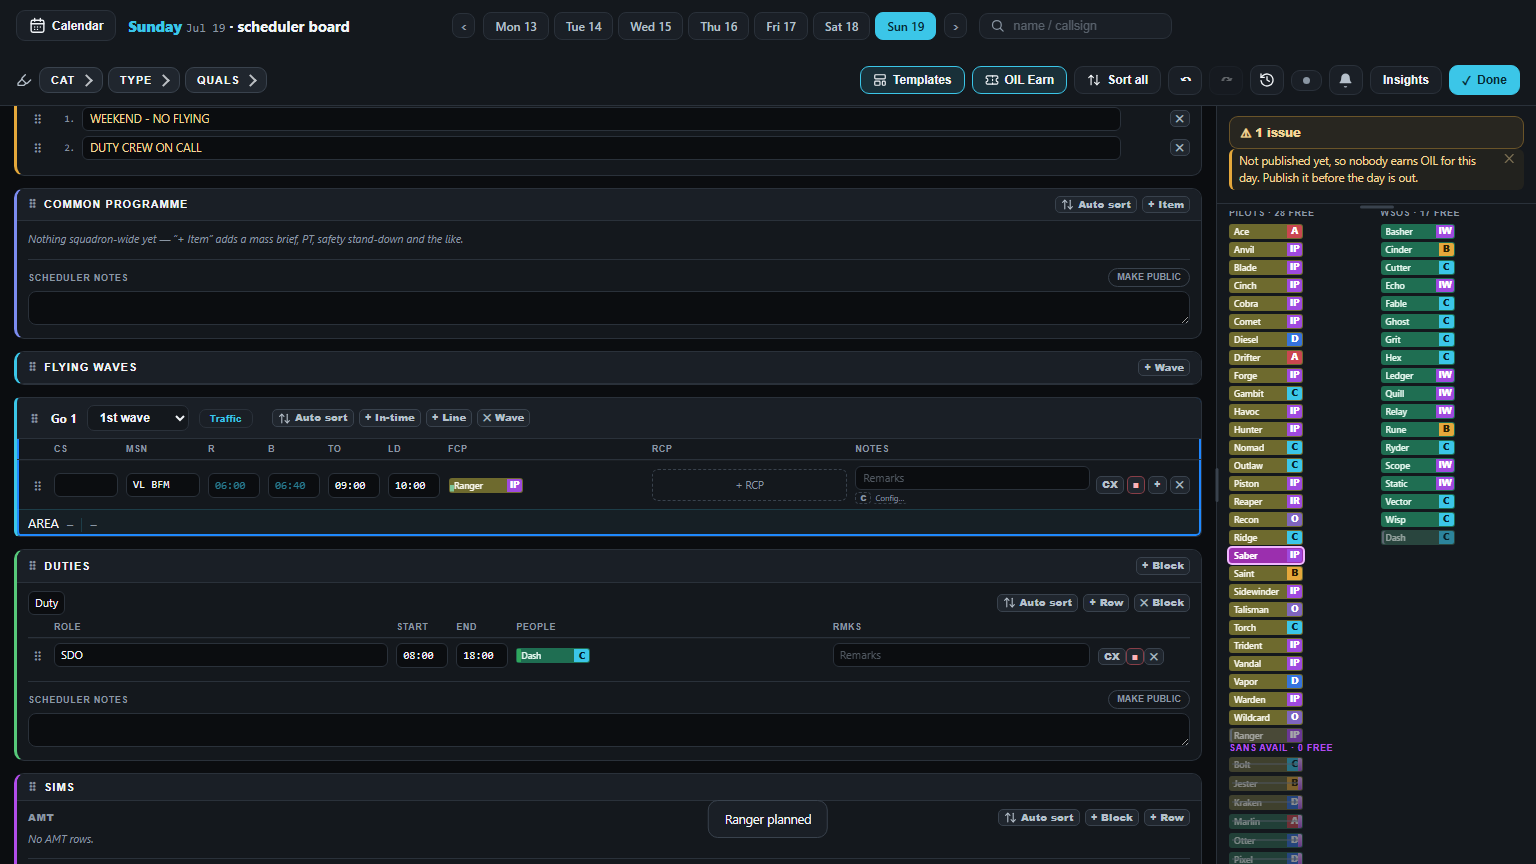 Calendar
Sunday Jul 19 · scheduler board
Mon 13
Tue 14
Wed 15
Thu 16
Fri 17
Sat 18
Sun 19
name / callsign
CAT
TYPE
QUALS
Templates
OIL Earn
Sort all
Insights
✓ Done
1. WEEKEND - NO FLYING
2. DUTY CREW ON CALL
COMMON PROGRAMME
Auto sort
+ Item
Nothing squadron-wide yet — "+ Item" adds a mass brief, PT, safety stand-down and the like.
SCHEDULER NOTES
MAKE PUBLIC
FLYING WAVES
+ Wave
Go 1
1st wave
Traffic
Auto sort
+ In-time
+ Line
✕ Wave
CS MSN R B TO LD FCP RCP NOTES
VL BFM 06:00 06:40 09:00 10:00 Ranger IP + RCP Remarks CX + ✕
C Config...
AREA – –
DUTIES
+ Block
Duty
Auto sort
+ Row
✕ Block
ROLE START END PEOPLE RMKS
SDO 08:00 18:00 Dash C Remarks CX ✕
SCHEDULER NOTES
MAKE PUBLIC
SIMS
AMT
Auto sort
+ Block
+ Row
No AMT rows.
Ranger planned
⚠ 1 issue
Not published yet, so nobody earns OIL for this
day. Publish it before the day is out.
PILOTS · 28 FREE
Ace A
Anvil IP
Blade IP
Cinch IP
Cobra IP
Comet IP
Diesel D
Drifter A
Forge IP
Gambit C
Havoc IP
Hunter IP
Nomad C
Outlaw C
Piston IP
Reaper IR
Recon O
Ridge C
Saber IP
Saint B
Sidewinder IP
Talisman O
Torch C
Trident IP
Vandal IP
Vapor D
Warden IP
Wildcard O
Ranger IP
WSOS · 17 FREE
Basher IW
Cinder B
Cutter C
Echo IW
Fable C
Ghost C
Grit C
Hex C
Ledger IW
Quill IW
Relay IW
Rune B
Ryder C
Scope IW
Static IW
Vector C
Wisp C
Dash C
SANS AVAIL · 0 FREE
Bolt C
Jester B
Kraken D
Marlin A
Otter D
Pixel D